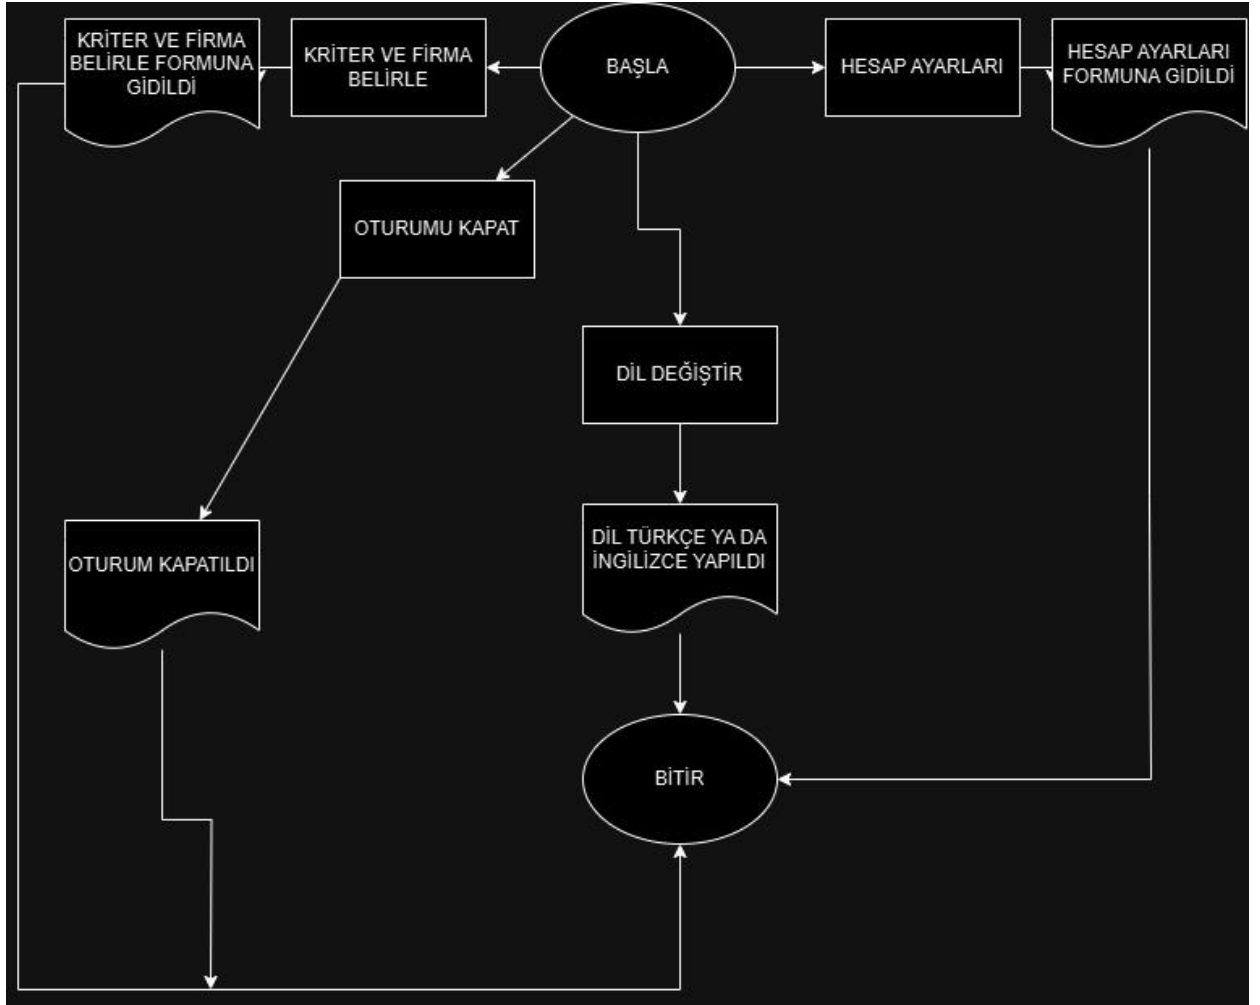 KRİTER VE FİRMA
BELİRLE FORMUNA
GİDİLDİ
KRİTER VE FİRMA
BELİRLE
BAŞLA
HESAP AYARLARI
HESAP AYARLARI
FORMUNA GİDİLDİ
OTURUMU KAPAT
DİL DEĞİŞTİR
OTURUM KAPATILDI
DİL TÜRKÇE YA DA
İNGİLİZCE YAPILDI
BİTİR